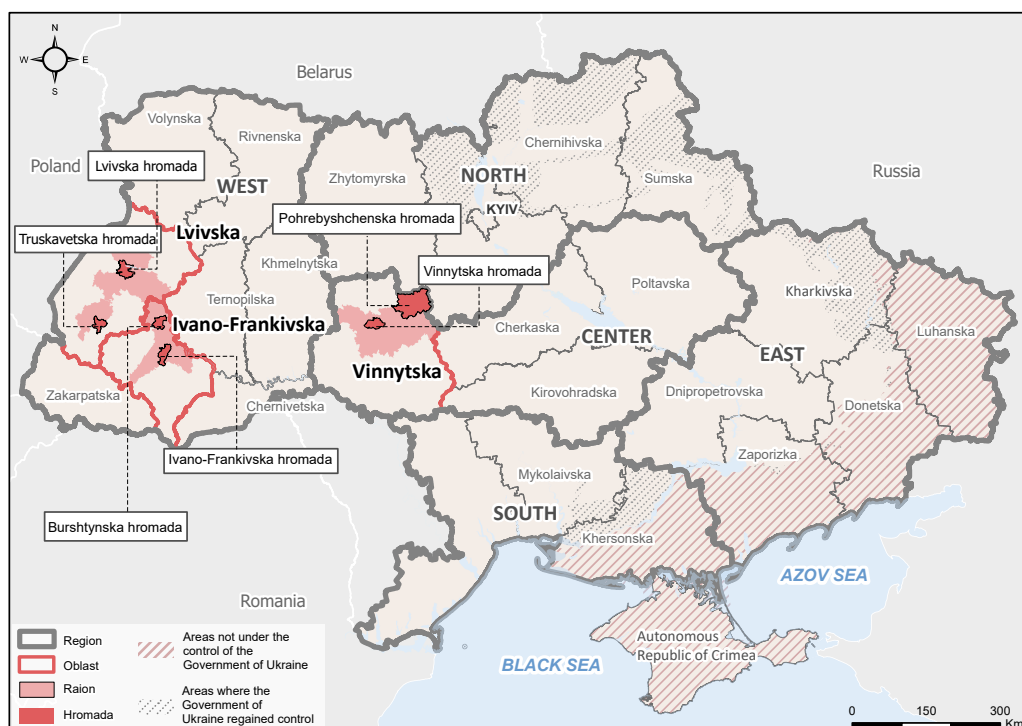 N
W
E
S
Belarus
Volynska
Rivnenska
Chernihivska
Poland
Lvivska hromada
Zhytomyrska
NORTH
Sumska
Russia
WEST
KYIV
Pohrebyshchenska hromada
Truskavetska hromada
Lvivska
Khmelnytska
Vinnytska hromada
Kharkivska
Poltavska
Ternopilska
Ivano-Frankivska
Cherkaska
CENTER
Luhanska
EAST
Vinnytska
Zakarpatska
Kirovohradska
Dnipropetrovska
Chernivetska
Donetska
Ivano-Frankivska hromada
Zaporizka
Mykolaivska
Burshtynska hromada
SOUTH
Khersonska
AZOV SEA
Romania
Autonomous
Republic of Crimea
BLACK SEA
Region
Oblast
Raion
Hromada
Areas not under the
control of the
Government of Ukraine
Areas where the
Government of
Ukraine regained control
0 150 300
Km